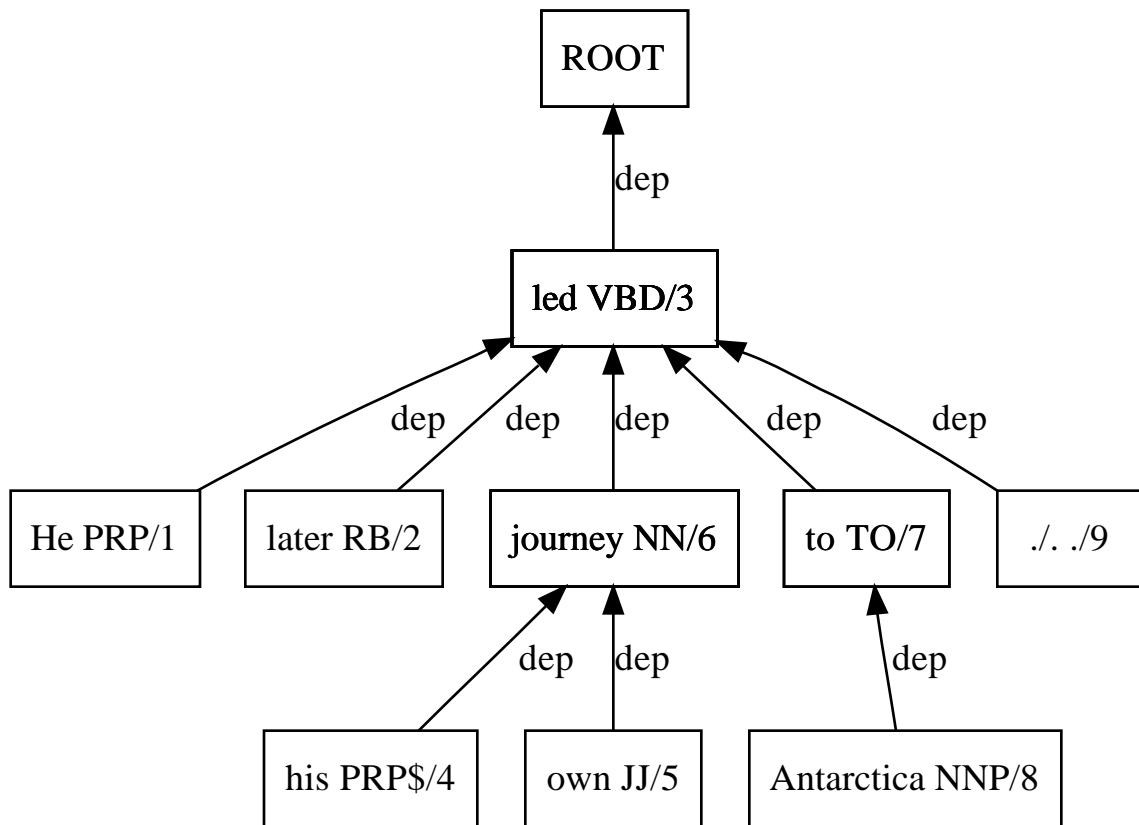 ROOT
dep
led VBD/3
dep dep dep dep dep
He PRP/1 later RB/2 journey NN/6 to TO/7 ./. ./9
dep dep dep
his PRP$/4 own JJ/5 Antarctica NNP/8